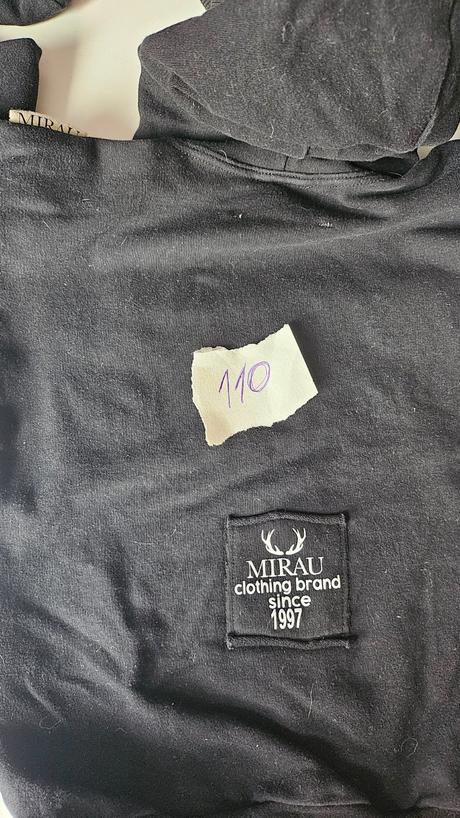 MIRAU
110
MIRAU
clothing brand
since
1997